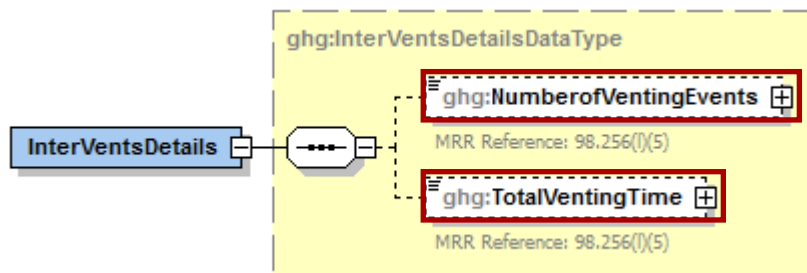 ghg:InterVentsDetailsDataType
ghg:NumberofVentingEvents
MRR Reference: 98.256(l)(5)
InterVentsDetails
ghg:TotalVentingTime
MRR Reference: 98.256(l)(5)